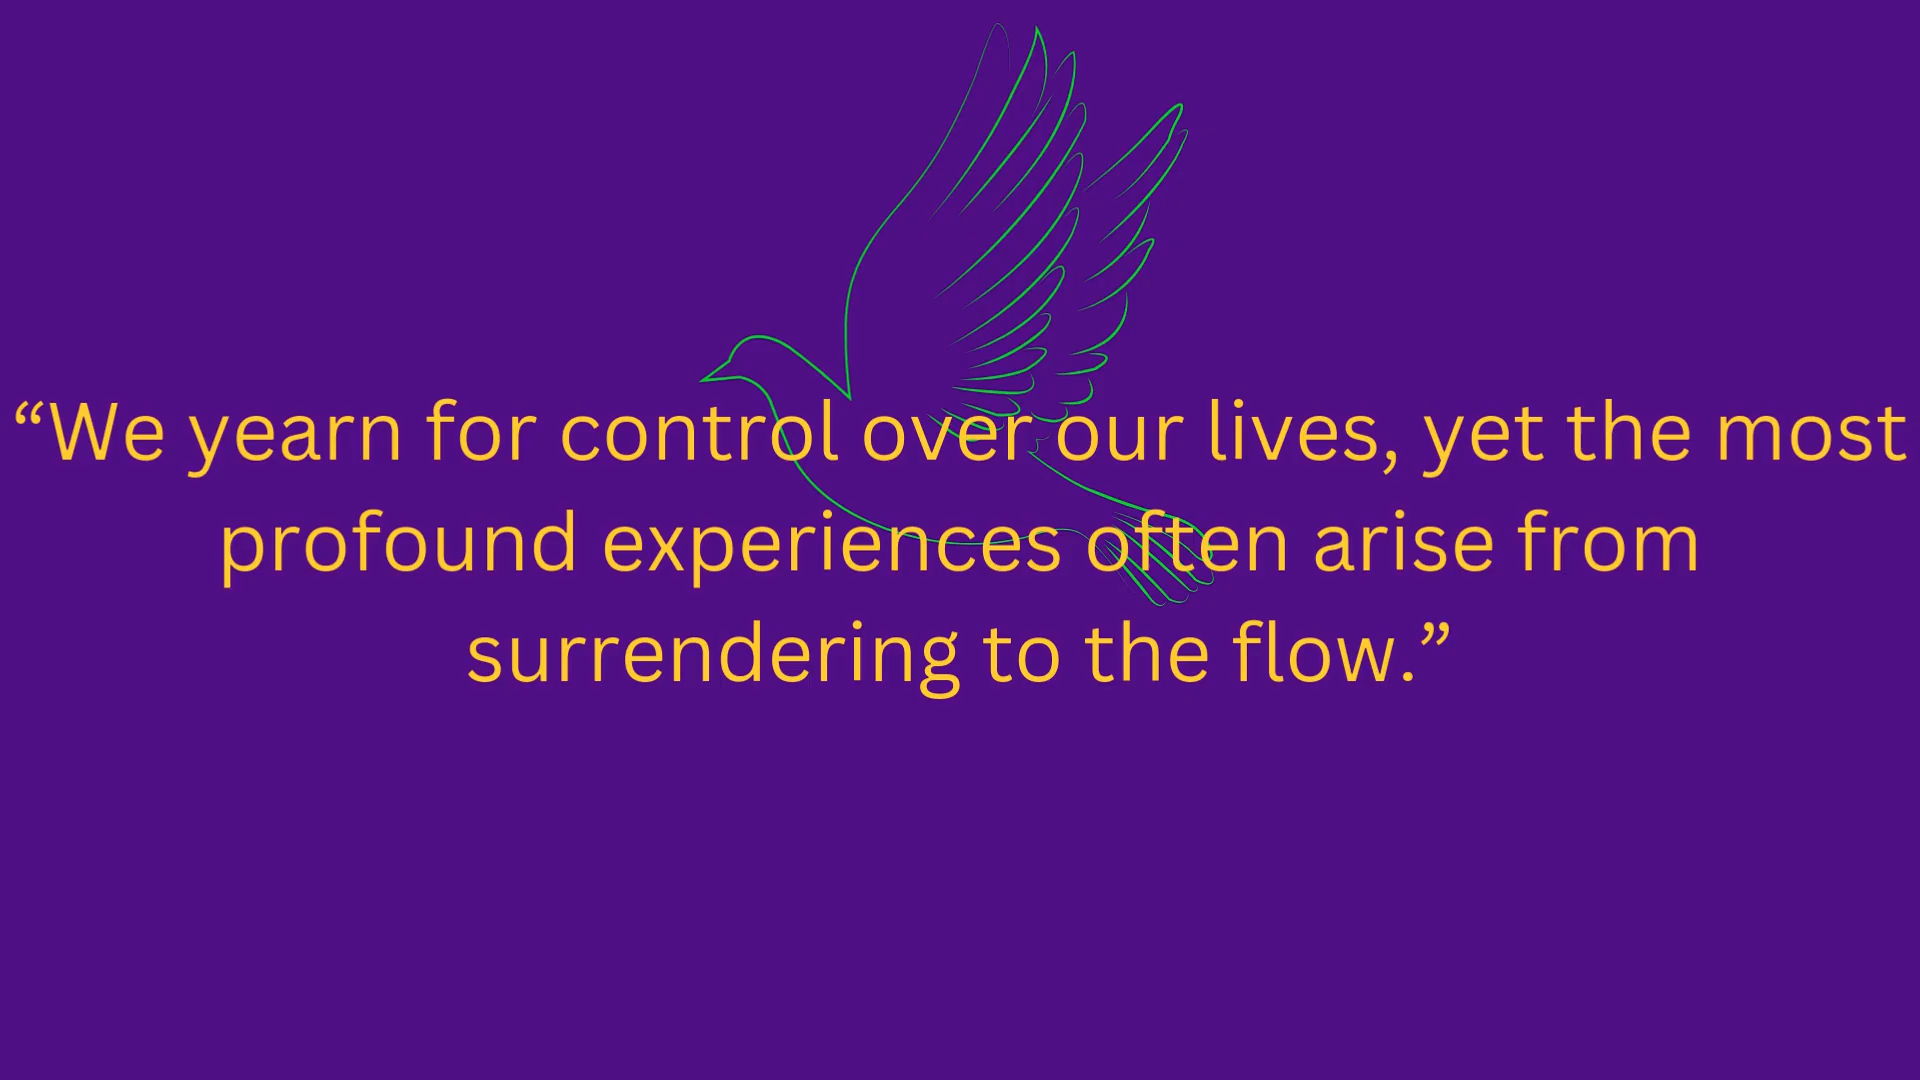 “We yearn for control over our lives, yet the most
profound experiences often arise from
surrendering to the flow.”